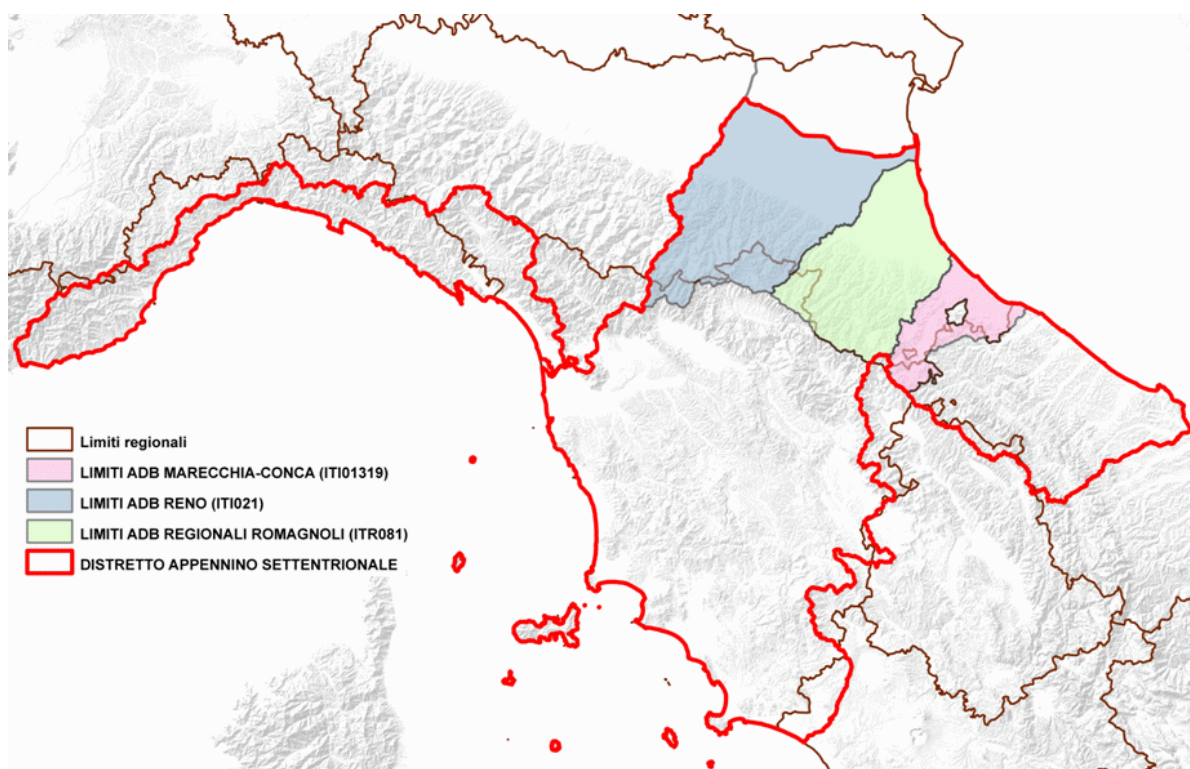 Limiti regionali
LIMITI ADB MARECCHIA-CONCA (ITI01319)
LIMITI ADB RENO (ITI021)
LIMITI ADB REGIONALI ROMAGNOLI (ITR081)
DISTRETTO APPENNINO SETTENTRIONALE